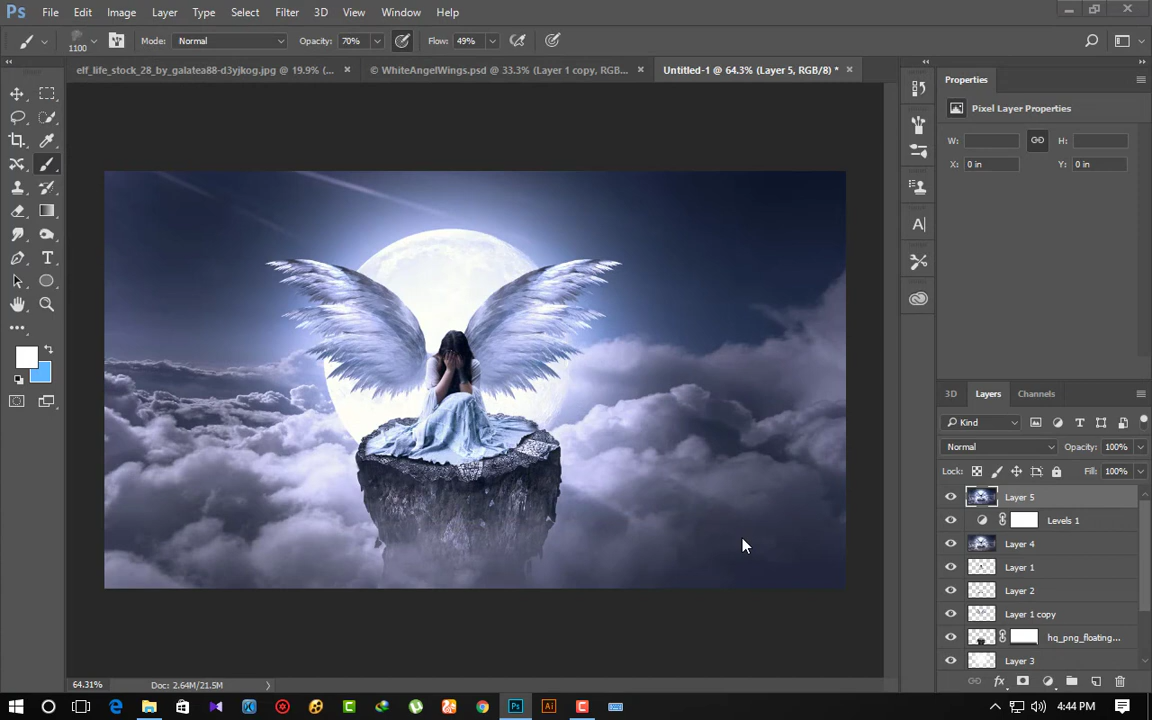 Ps File Edit Image Layer Type Select Filter 3D View Window Help
1100 Mode: Normal Opacity: 70% Flow: 49%
elf_life_stock_28_by_galatea88-d3yjkog.jpg @ 19.9% (... × © WhiteAngelWings.psd @ 33.3% (Layer 1 copy, RGB... × Untitled-1 @ 64.3% (Layer 5, RGB/8) * ×
Properties
Pixel Layer Properties
W: H:
X: 0 in Y: 0 in
3D Layers Channels
Kind
Normal Opacity: 100%
Lock: Fill: 100%
Layer 5
Levels 1
Layer 4
Layer 1
Layer 2
Layer 1 copy
hq_png_floating...
Layer 3
fx
64.31% Doc: 2.64M/21.5M
Ps Ai C 4:44 PM